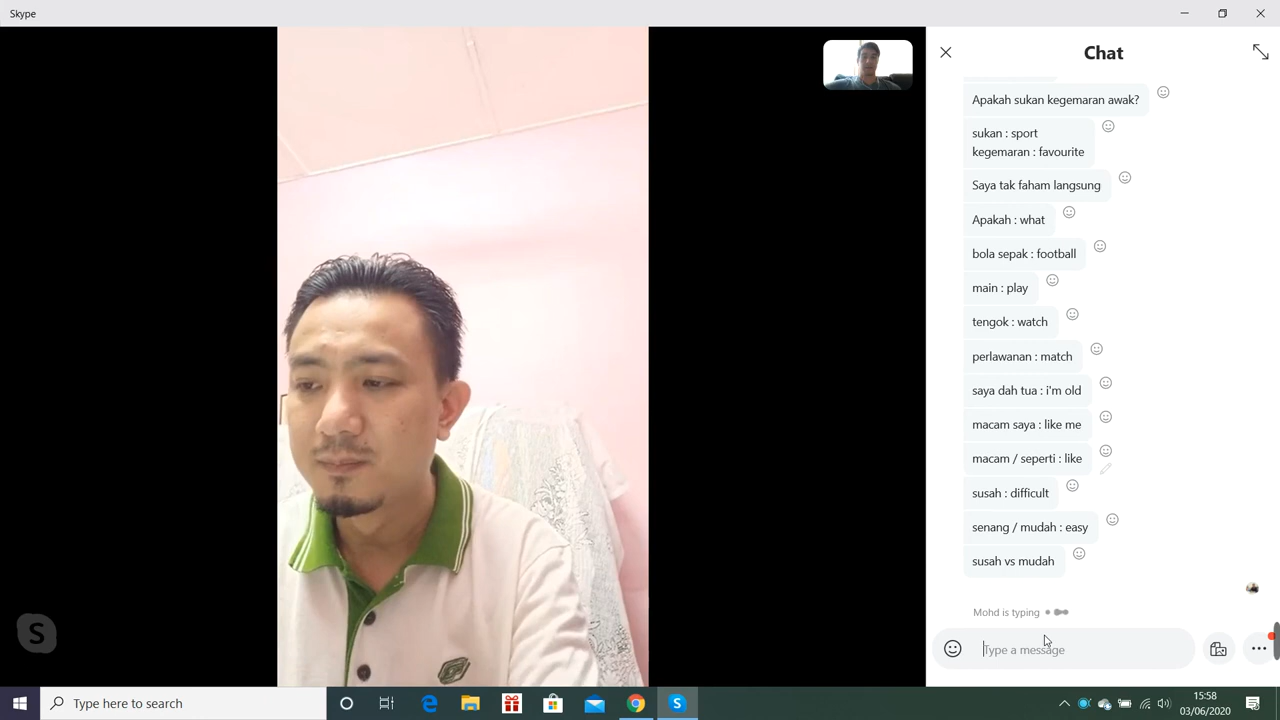 Skype
Chat
Apakah sukan kegemaran awak?
sukan : sport
kegemaran : favourite
Saya tak faham langsung
Apakah : what
bola sepak : football
main : play
tengok : watch
perlawanan : match
saya dah tua : i'm old
macam saya : like me
macam / seperti : like
susah : difficult
senang / mudah : easy
susah vs mudah
Mohd is typing
Type a message
Type here to search
15:58
03/06/2020